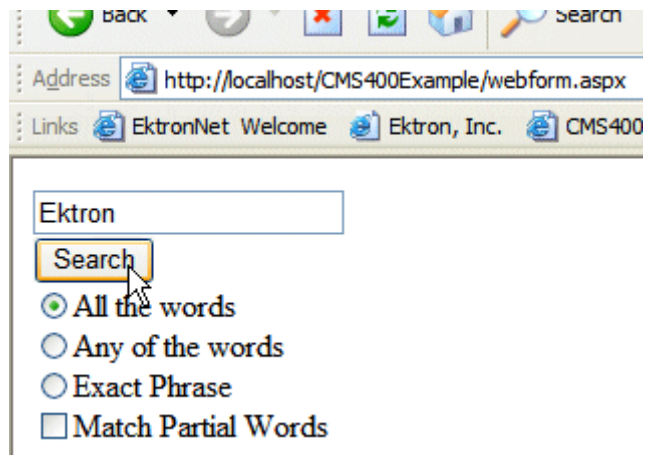 Back Search
Address http://localhost/CMS400Example/webform.aspx
Links EktronNet Welcome Ektron, Inc. CMS400
Ektron
Search
All the words
Any of the words
Exact Phrase
Match Partial Words